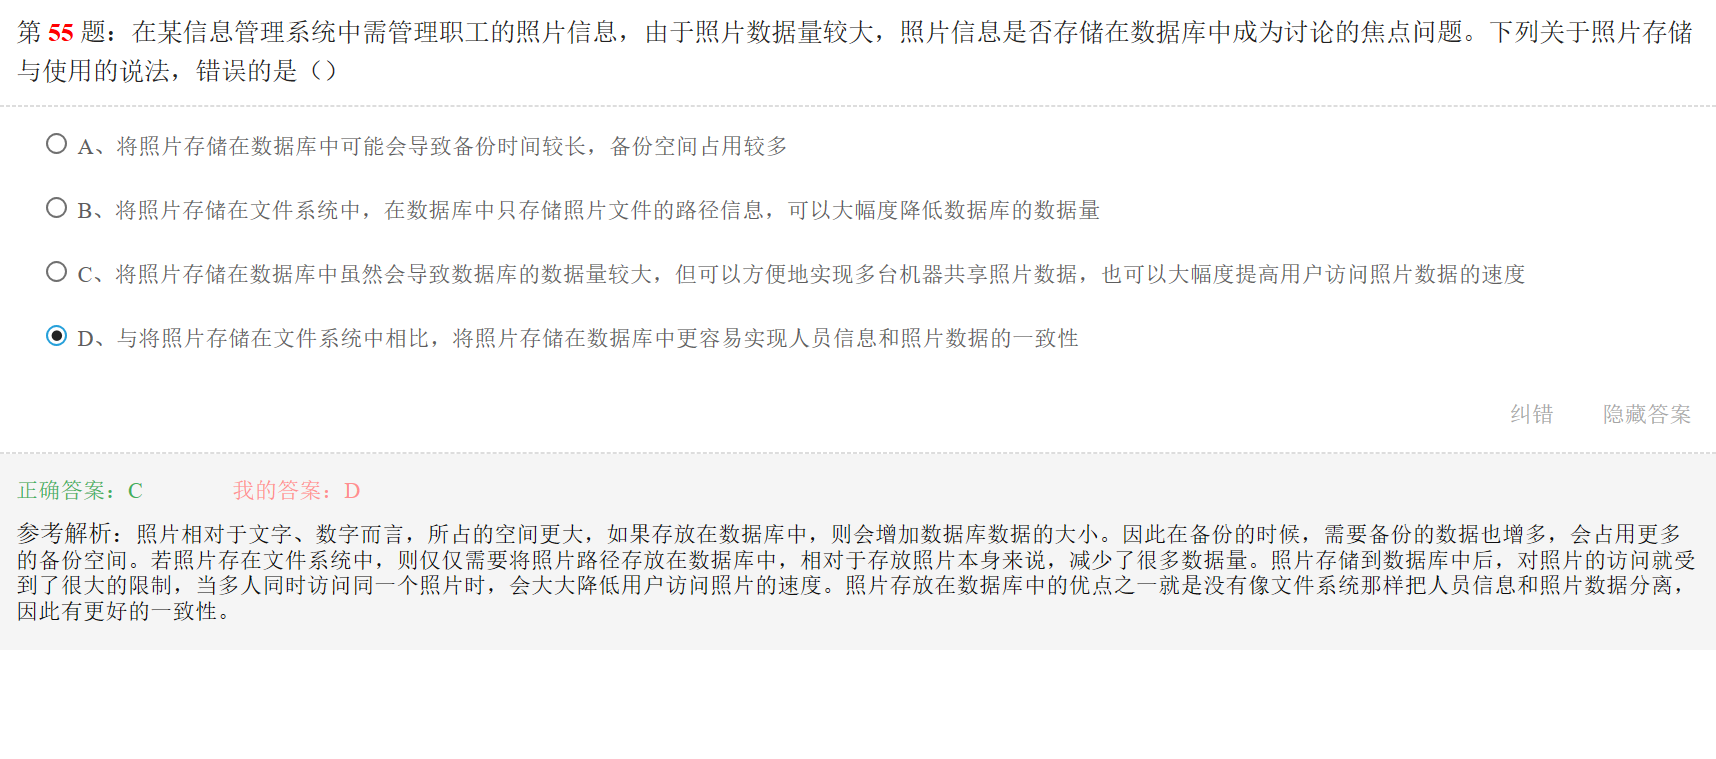 第 55 题：在某信息管理系统中需管理职工的照片信息，由于照片数据量较大，照片信息是否存储在数据库中成为讨论的焦点问题。下列关于照片存储
与使用的说法，错误的是（）
A、将照片存储在数据库中可能会导致备份时间较长，备份空间占用较多
B、将照片存储在文件系统中，在数据库中只存储照片文件的路径信息，可以大幅度降低数据库的数据量
C、将照片存储在数据库中虽然会导致数据库的数据量较大，但可以方便地实现多台机器共享照片数据，也可以大幅度提高用户访问照片数据的速度
D、与将照片存储在文件系统中相比，将照片存储在数据库中更容易实现人员信息和照片数据的一致性
纠错 隐藏答案
正确答案：C 我的答案：D
参考解析：照片相对于文字、数字而言，所占的空间更大，如果存放在数据库中，则会增加数据库数据的大小。因此在备份的时候，需要备份的数据也增多，会占用更多
的备份空间。若照片存在文件系统中，则仅仅需要将照片路径存放在数据库中，相对于存放照片本身来说，减少了很多数据量。照片存储到数据库中后，对照片的访问就受
到了很大的限制，当多人同时访问同一个照片时，会大大降低用户访问照片的速度。照片存放在数据库中的优点之一就是没有像文件系统那样把人员信息和照片数据分离，
因此有更好的一致性。